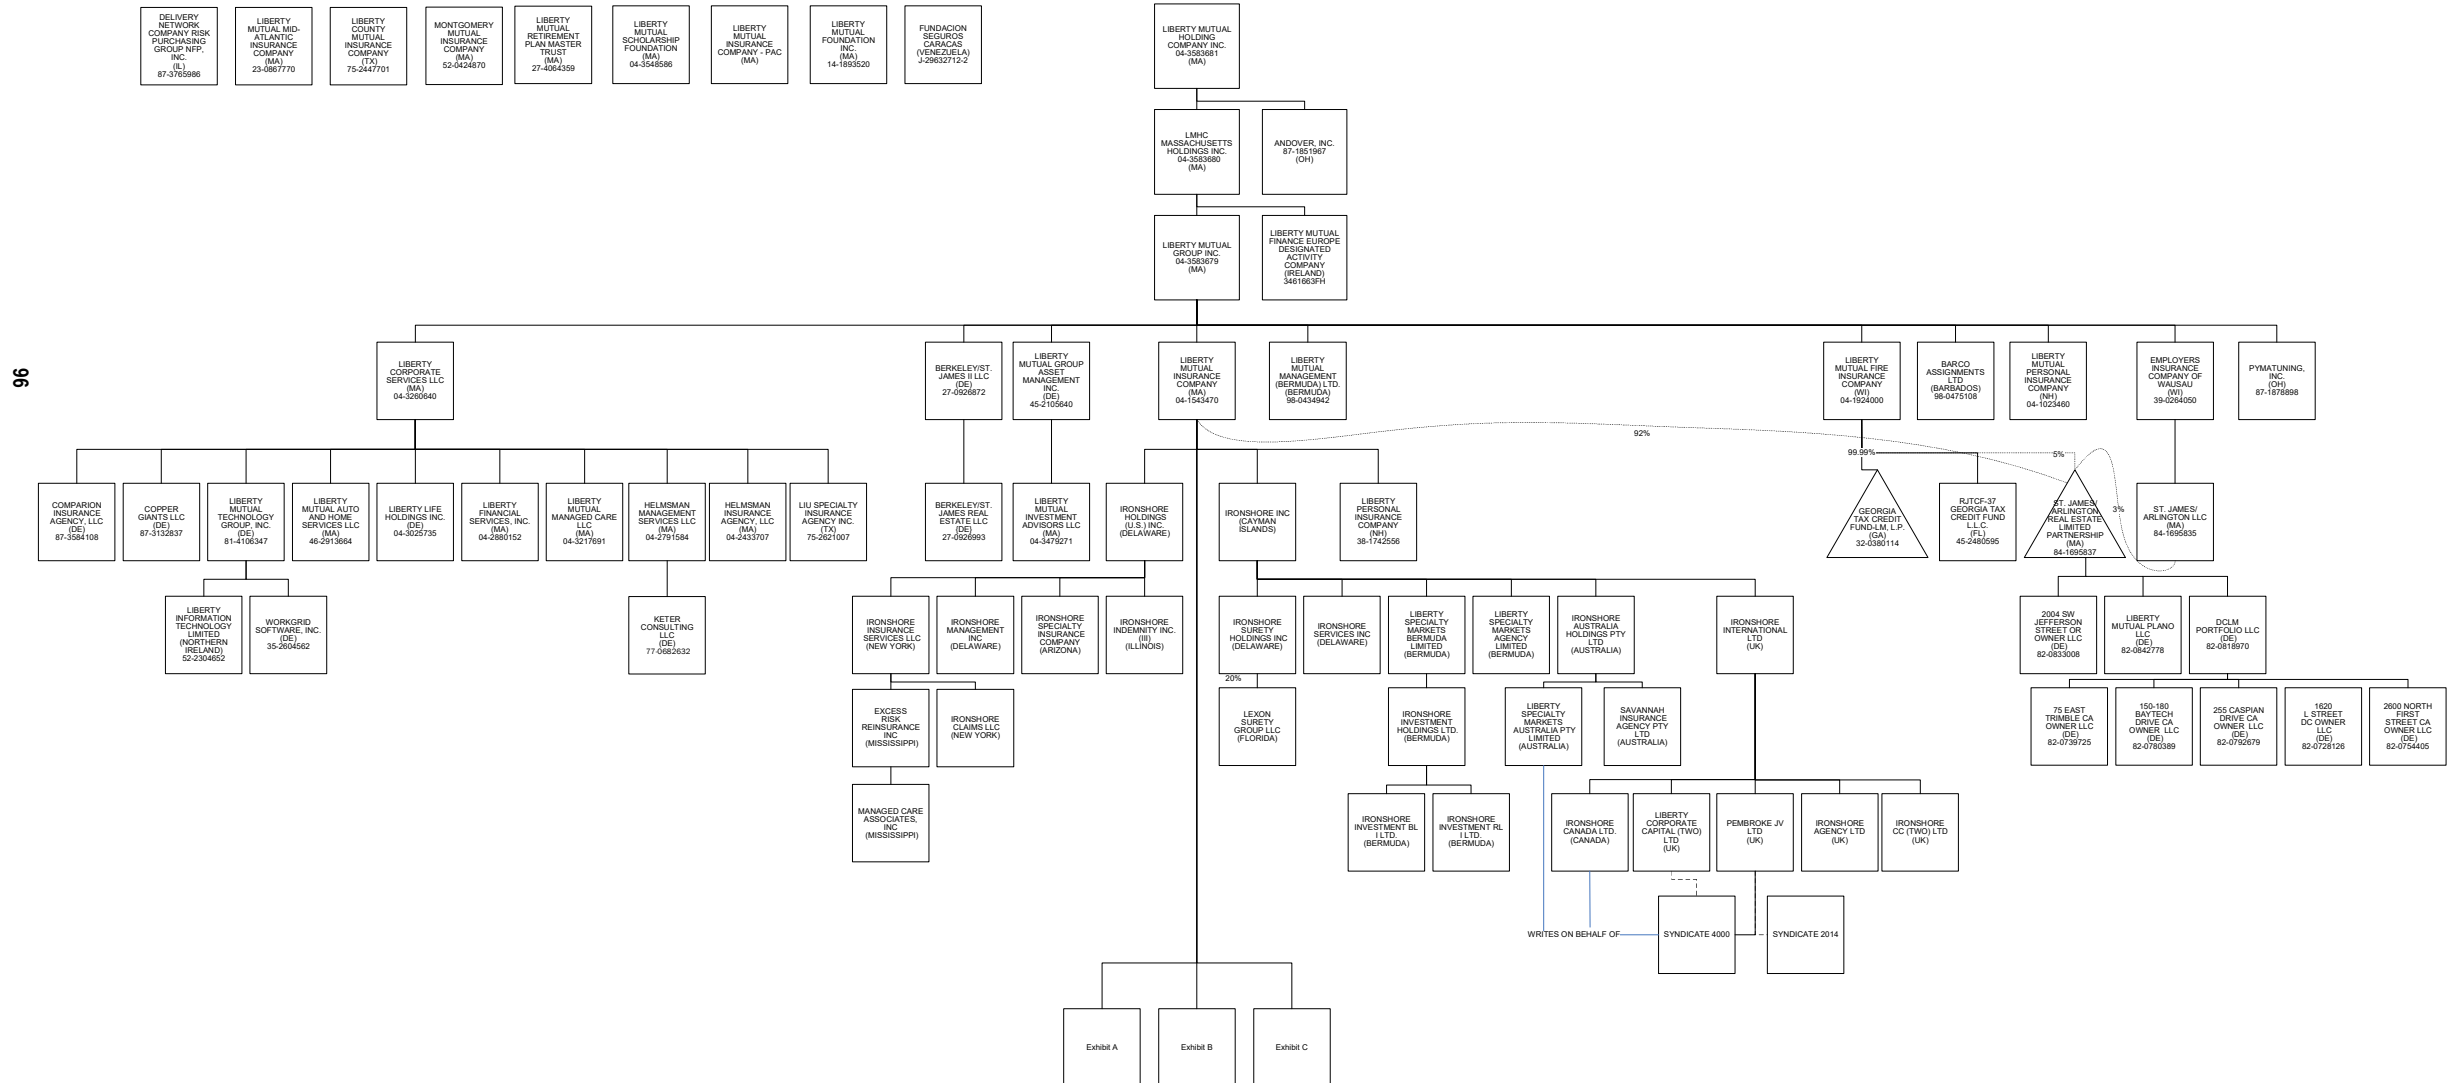 DELIVERY
NETWORK
COMPANY RISK
PURCHASING
GROUP NFP,
INC.
(IL)
87-3765986
LIBERTY
MUTUAL MID-
ATLANTIC
INSURANCE
COMPANY
(MA)
23-0867770
LIBERTY
COUNTY
MUTUAL
INSURANCE
COMPANY
(TX)
75-2447701
MONTGOMERY
MUTUAL
INSURANCE
COMPANY
(MA)
52-0424870
LIBERTY
MUTUAL
RETIREMENT
PLAN MASTER
TRUST
(MA)
27-4064359
LIBERTY
MUTUAL
SCHOLARSHIP
FOUNDATION
(MA)
04-3548586
LIBERTY
MUTUAL
INSURANCE
COMPANY - PAC
(MA)
LIBERTY
MUTUAL
FOUNDATION
INC.
(MA)
14-1893520
FUNDACION
SEGUROS
CARACAS
(VENEZUELA)
J-29632712-2
LIBERTY MUTUAL
HOLDING
COMPANY INC.
04-3583681
(MA)
LMHC
MASSACHUSETTS
HOLDINGS INC.
04-3583680
(MA)
ANDOVER, INC.
87-1851967
(OH)
LIBERTY MUTUAL
GROUP INC.
04-3583679
(MA)
LIBERTY MUTUAL
FINANCE EUROPE
DESIGNATED
ACTIVITY
COMPANY
(IRELAND)
3461663FH
96
LIBERTY
CORPORATE
SERVICES LLC
(MA)
04-3260640
BERKELEY/ST.
JAMES II LLC
(DE)
27-0926872
LIBERTY
MUTUAL GROUP
ASSET
MANAGEMENT
INC.
(DE)
45-2105640
LIBERTY
MUTUAL
INSURANCE
COMPANY
(MA)
04-1543470
LIBERTY
MUTUAL
MANAGEMENT
(BERMUDA) LTD.
(BERMUDA)
98-0434942
LIBERTY
MUTUAL FIRE
INSURANCE
COMPANY
(WI)
04-1924000
BARCO
ASSIGNMENTS
LTD
(BARBADOS)
98-0475108
LIBERTY
MUTUAL
PERSONAL
INSURANCE
COMPANY
(NH)
04-1023460
EMPLOYERS
INSURANCE
COMPANY OF
WAUSAU
(WI)
39-0264050
PYMATUNING,
INC.
(OH)
87-1878898
92%
99.99%
5%
3%
COMPARION
INSURANCE
AGENCY, LLC
(DE)
87-3584108
COPPER
GIANTS LLC
(DE)
87-3132837
LIBERTY
MUTUAL
TECHNOLOGY
GROUP, INC.
(DE)
81-4106347
LIBERTY
MUTUAL AUTO
AND HOME
SERVICES LLC
(MA)
46-2913664
LIBERTY LIFE
HOLDINGS INC.
(DE)
04-3025735
LIBERTY
FINANCIAL
SERVICES, INC.
(MA)
04-2880152
LIBERTY
MUTUAL
MANAGED CARE
LLC
(MA)
04-3217691
HELMSMAN
MANAGEMENT
SERVICES LLC
(MA)
04-2791584
HELMSMAN
INSURANCE
AGENCY, LLC
(MA)
04-2433707
LIU SPECIALTY
INSURANCE
AGENCY INC.
(TX)
75-2621007
BERKELEY/ST.
JAMES REAL
ESTATE LLC
(DE)
27-0926993
LIBERTY
MUTUAL
INVESTMENT
ADVISORS LLC
(MA)
04-3479271
IRONSHORE
HOLDINGS
(U.S.) INC.
(DELAWARE)
IRONSHORE INC
(CAYMAN
ISLANDS)
LIBERTY
PERSONAL
INSURANCE
COMPANY
(NH)
38-1742556
GEORGIA
TAX CREDIT
FUND-LM, L.P.
(GA)
32-0380114
RJTCF-37
GEORGIA TAX
CREDIT FUND
L.L.C.
(FL)
45-2480595
ST. JAMES/
ARLINGTON
REAL ESTATE
LIMITED
PARTNERSHIP
(MA)
84-1695837
ST. JAMES/
ARLINGTON LLC
(MA)
84-1695835
LIBERTY
INFORMATION
TECHNOLOGY
LIMITED
(NORTHERN
IRELAND)
52-2304652
WORKGRID
SOFTWARE, INC.
(DE)
35-2604562
KETER
CONSULTING
LLC
(DE)
77-0682632
IRONSHORE
INSURANCE
SERVICES LLC
(NEW YORK)
IRONSHORE
MANAGEMENT
INC
(DELAWARE)
IRONSHORE
SPECIALTY
INSURANCE
COMPANY
(ARIZONA)
IRONSHORE
INDEMNITY INC.
(III)
(ILLINOIS)
IRONSHORE
SURETY
HOLDINGS INC
(DELAWARE)
IRONSHORE
SERVICES INC
(DELAWARE)
LIBERTY
SPECIALTY
MARKETS
BERMUDA
LIMITED
(BERMUDA)
LIBERTY
SPECIALTY
MARKETS
AGENCY
LIMITED
(BERMUDA)
IRONSHORE
AUSTRALIA
HOLDINGS PTY
LTD
(AUSTRALIA)
IRONSHORE
INTERNATIONAL
LTD
(UK)
2004 SW
JEFFERSON
STREET OR
OWNER LLC
(DE)
82-0833008
LIBERTY
MUTUAL PLANO
LLC
(DE)
82-0842778
DCLM
PORTFOLIO LLC
(DE)
82-0818970
20%
EXCESS
RISK
REINSURANCE
INC
(MISSISSIPPI)
IRONSHORE
CLAIMS LLC
(NEW YORK)
LEXON
SURETY
GROUP LLC
(FLORIDA)
IRONSHORE
INVESTMENT
HOLDINGS LTD.
(BERMUDA)
LIBERTY
SPECIALTY
MARKETS
AUSTRALIA PTY
LIMITED
(AUSTRALIA)
SAVANNAH
INSURANCE
AGENCY PTY
LTD
(AUSTRALIA)
75 EAST
TRIMBLE CA
OWNER LLC
(DE)
82-0739725
150-180
BAYTECH
DRIVE CA
OWNER LLC
(DE)
82-0780389
255 CASPIAN
DRIVE CA
OWNER LLC
(DE)
82-0792679
1620
L STREET
DC OWNER
LLC
(DE)
82-0728126
2600 NORTH
FIRST
STREET CA
OWNER LLC
(DE)
82-0754405
MANAGED CARE
ASSOCIATES,
INC
(MISSISSIPPI)
IRONSHORE
INVESTMENT BL
I LTD.
(BERMUDA)
IRONSHORE
INVESTMENT RL
I LTD.
(BERMUDA)
IRONSHORE
CANADA LTD.
(CANADA)
LIBERTY
CORPORATE
CAPITAL (TWO)
LTD
(UK)
PEMBROKE JV
LTD
(UK)
IRONSHORE
AGENCY LTD
(UK)
IRONSHORE
CC (TWO) LTD
(UK)
WRITES ON BEHALF OF
SYNDICATE 4000
SYNDICATE 2014
Exhibit A
Exhibit B
Exhibit C